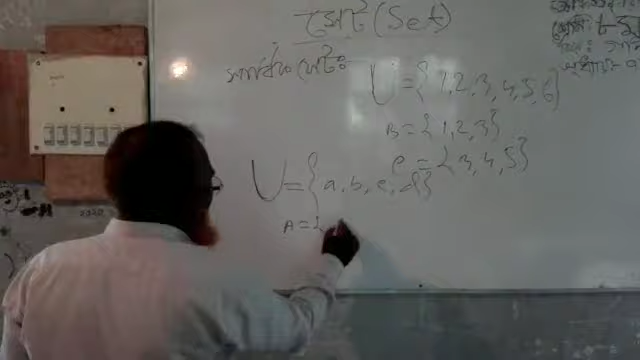 সেট (Set)
সার্বিক সেটঃ U = { 1, 2, 3, 4, 5, 6 }
B = { 1, 2, 3 }
C = { 3, 4, 5 }
U = { a, b, c, d }
A = {